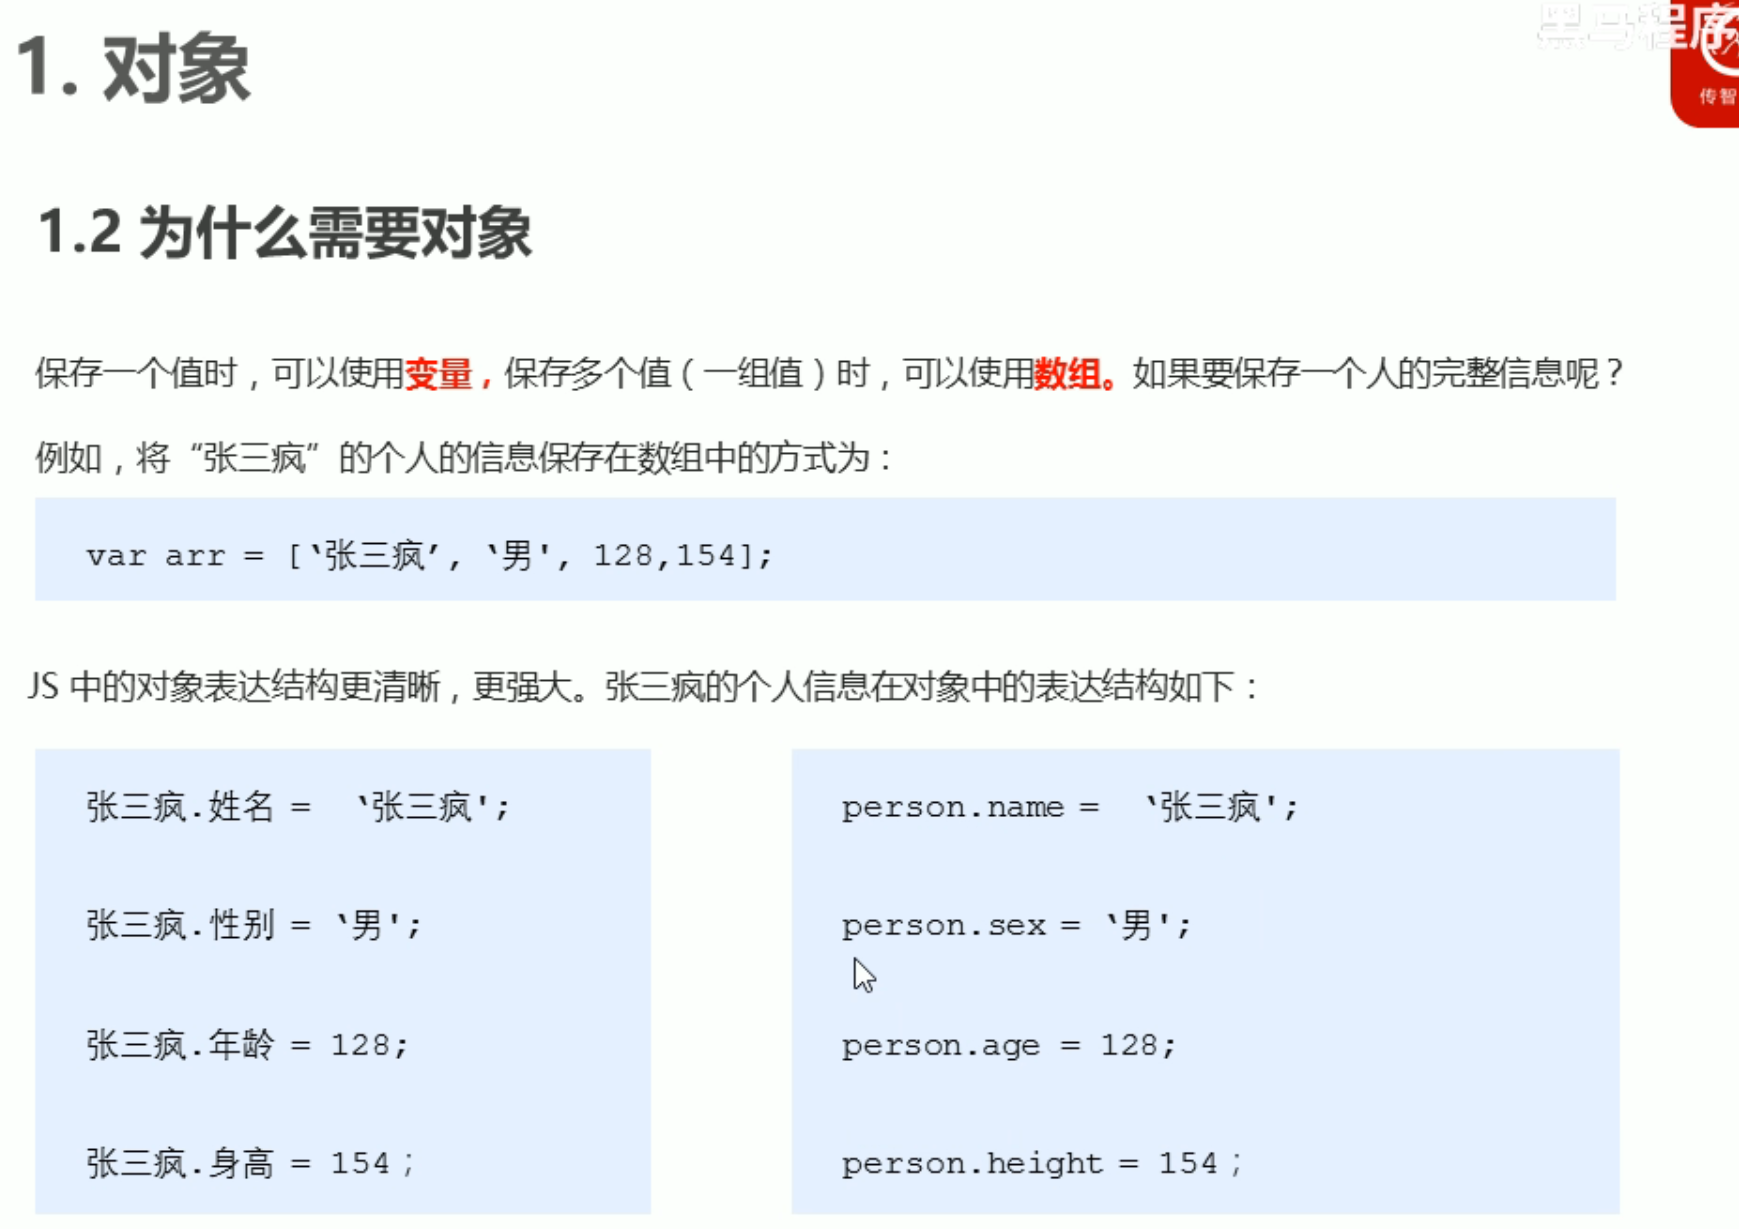 黑马程序
传智
1. 对象
1.2 为什么需要对象
保存一个值时，可以使用变量，保存多个值（一组值）时，可以使用数组。如果要保存一个人的完整信息呢？
例如，将“张三疯”的个人的信息保存在数组中的方式为：
var arr = [‘张三疯’, ‘男', 128,154];
JS 中的对象表达结构更清晰，更强大。张三疯的个人信息在对象中的表达结构如下：
张三疯.姓名 = ‘张三疯';
张三疯.性别 = ‘男';
张三疯.年龄 = 128;
张三疯.身高 = 154；
person.name = ‘张三疯';
person.sex = ‘男';
person.age = 128;
person.height = 154；